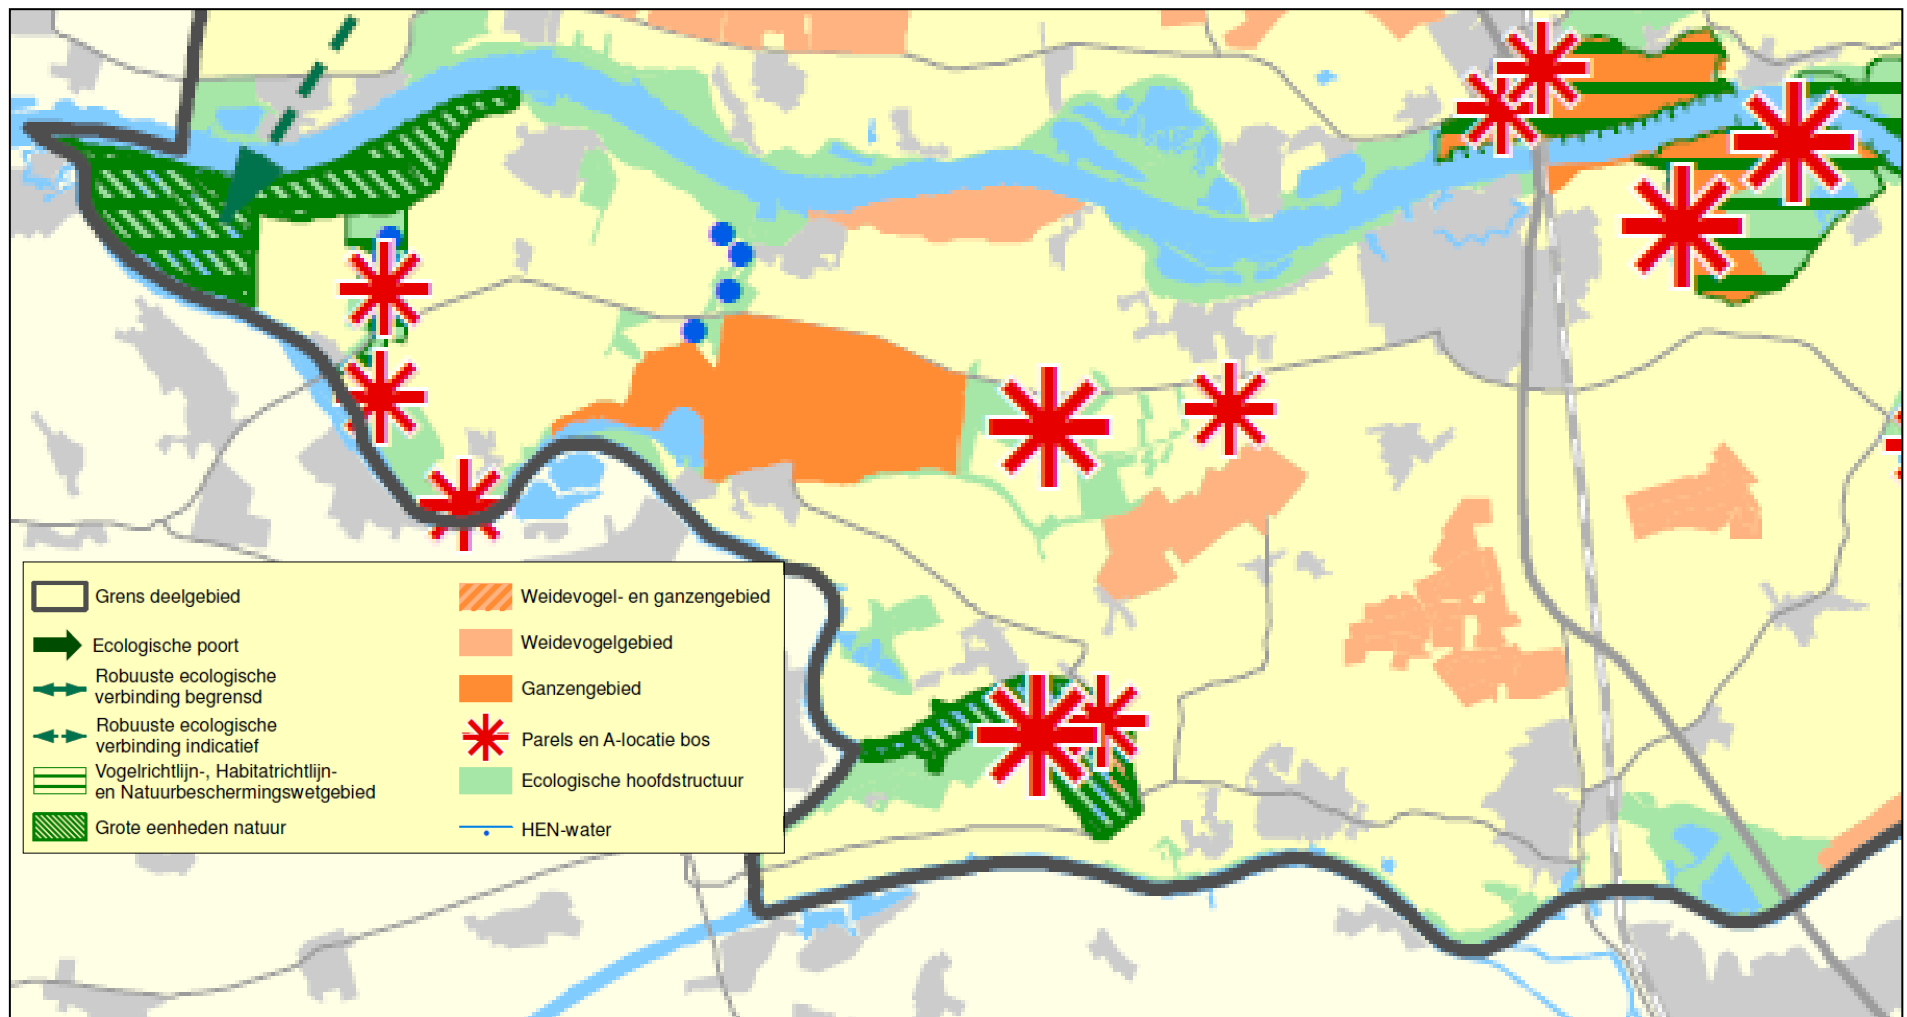 Grens deelgebied
Ecologische poort
Robuuste ecologische
verbinding begrensd
Robuuste ecologische
verbinding indicatief
Vogelrichtlijn-, Habitatrichtlijn-
en Natuurbeschermingswetgebied
Grote eenheden natuur
Weidevogel- en ganzengebied
Weidevogelgebied
Ganzengebied
Parels en A-locatie bos
Ecologische hoofdstructuur
HEN-water